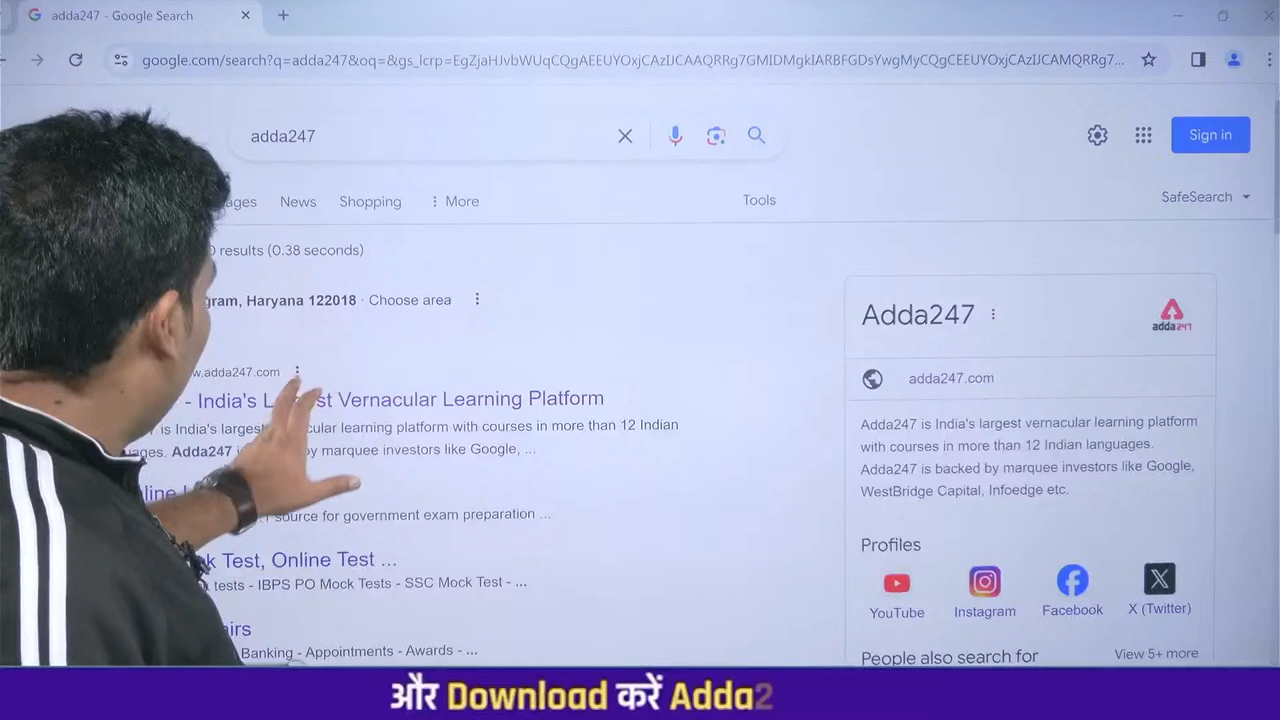 adda247 - Google Search
google.com/search?q=adda247&oq=&gs_lcrp=EgZjaHJvbWUqCQgAEEUYOxjCAzIJCAAQRRg7GMIDMgkIARBFGDsYwgMyCQgCEEUYOxjCAzIJCAMQRRg7...
adda247
Sign in
ages News Shopping More Tools
SafeSearch
0 results (0.38 seconds)
gram, Haryana 122018 · Choose area
w.adda247.com
- India's Largest Vernacular Learning Platform
is India's largest vernacular learning platform with courses in more than 12 Indian
ages. Adda247 by marquee investors like Google, ...
line
source for government exam preparation ...
k Test, Online Test ...
tests - IBPS PO Mock Tests - SSC Mock Test - ...
irs
Banking - Appointments - Awards - ...
Adda247
adda247
adda247.com
Adda247 is India's largest vernacular learning platform
with courses in more than 12 Indian languages.
Adda247 is backed by marquee investors like Google,
WestBridge Capital, Infoedge etc.
Profiles
YouTube Instagram Facebook X (Twitter)
People also search for View 5+ more
और Download करें Adda2